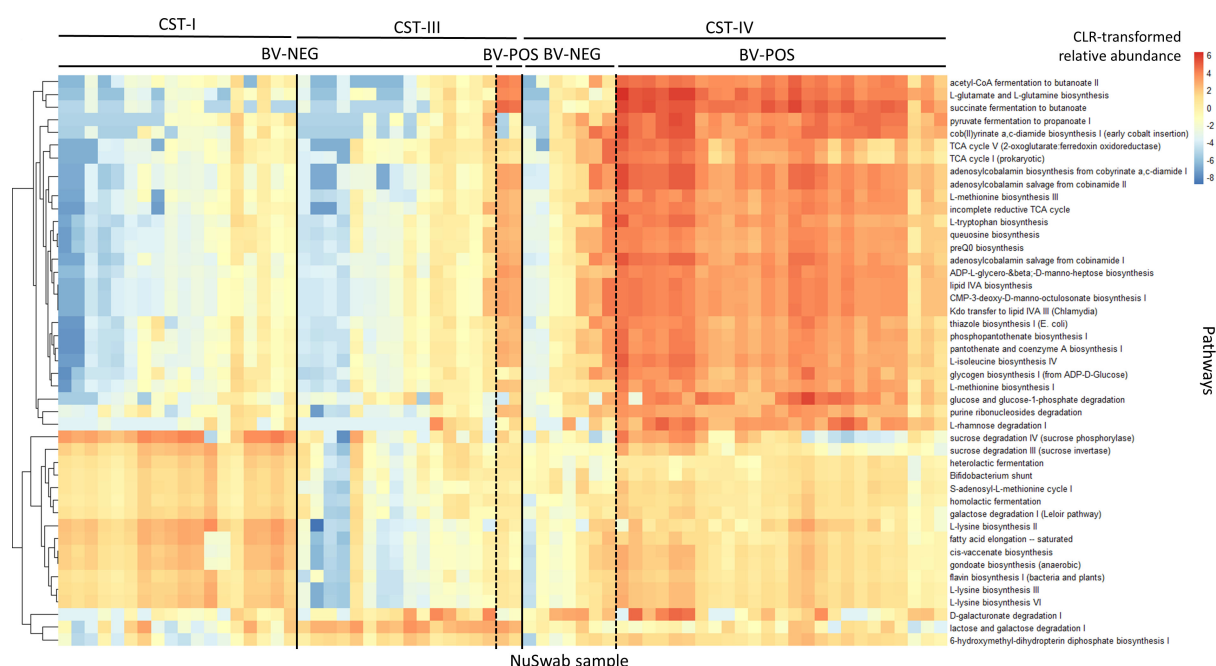 CST-I
CST-III
CST-IV
BV-NEG
BV-POS
BV-NEG
BV-POS
CLR-transformed
relative abundance
6
4
2
0
-2
-4
-6
-8
acetyl-CoA fermentation to butanoate II
L-glutamate and L-glutamine biosynthesis
succinate fermentation to butanoate
pyruvate fermentation to propanoate I
cob(II)yrinate a,c-diamide biosynthesis I (early cobalt insertion)
TCA cycle V (2-oxoglutarate:ferredoxin oxidoreductase)
TCA cycle I (prokaryotic)
adenosylcobalamin biosynthesis from cobyrinate a,c-diamide I
adenosylcobalamin salvage from cobinamide II
L-methionine biosynthesis III
incomplete reductive TCA cycle
L-tryptophan biosynthesis
queuosine biosynthesis
preQ0 biosynthesis
adenosylcobalamin salvage from cobinamide I
ADP-L-glycero-&beta;-D-manno-heptose biosynthesis
lipid IVA biosynthesis
CMP-3-deoxy-D-manno-octulosonate biosynthesis I
Kdo transfer to lipid IVA III (Chlamydia)
thiazole biosynthesis I (E. coli)
phosphopantothenate biosynthesis I
pantothenate and coenzyme A biosynthesis I
L-isoleucine biosynthesis IV
glycogen biosynthesis I (from ADP-D-Glucose)
L-methionine biosynthesis I
glucose and glucose-1-phosphate degradation
purine ribonucleosides degradation
L-rhamnose degradation I
sucrose degradation IV (sucrose phosphorylase)
sucrose degradation III (sucrose invertase)
heterolactic fermentation
Bifidobacterium shunt
S-adenosyl-L-methionine cycle I
homolactic fermentation
galactose degradation I (Leloir pathway)
L-lysine biosynthesis II
fatty acid elongation -- saturated
cis-vaccenate biosynthesis
gondoate biosynthesis (anaerobic)
flavin biosynthesis I (bacteria and plants)
L-lysine biosynthesis III
L-lysine biosynthesis VI
D-galacturonate degradation I
lactose and galactose degradation I
6-hydroxymethyl-dihydropterin diphosphate biosynthesis I
Pathways
NuSwab sample